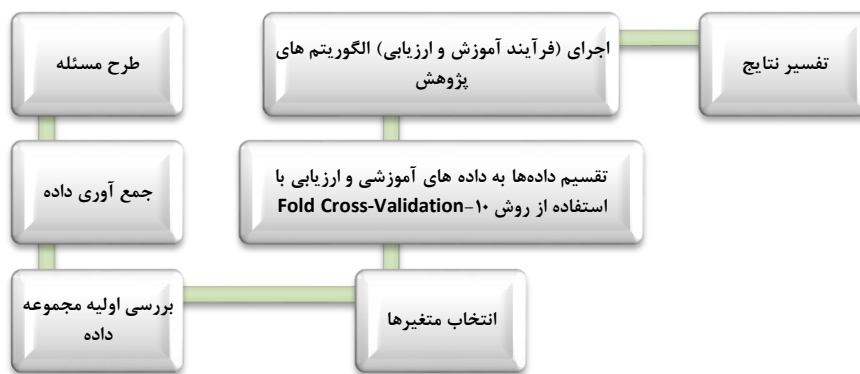 طرح مسئله
جمع آوری داده
بررسی اولیه مجموعه
داده
انتخاب متغیرها
تقسیم داده‌ها به داده های آموزشی و ارزیابی با
استفاده از روش ۱۰-Fold Cross-Validation
اجرای (فرآیند آموزش و ارزیابی) الگوریتم های
پژوهش
تفسیر نتایج